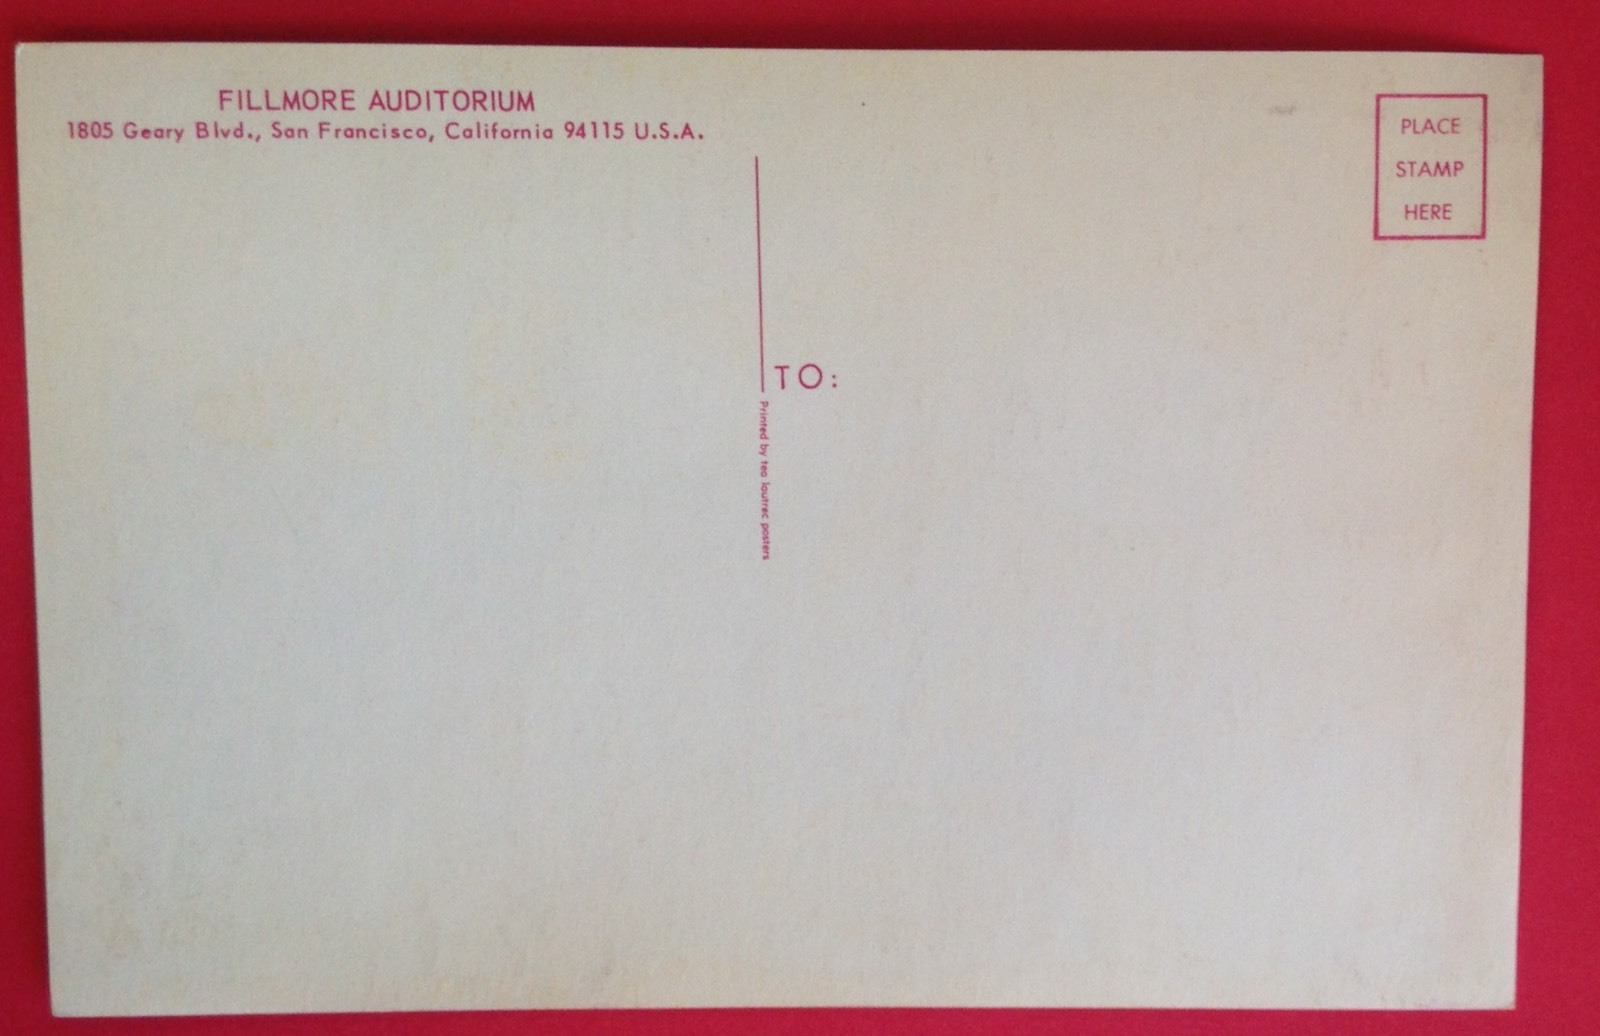 FILLMORE AUDITORIUM
1805 Geary Blvd., San Francisco, California 94115 U.S.A.
PLACE
STAMP
HERE
TO:
Printed by tea lautrec posters